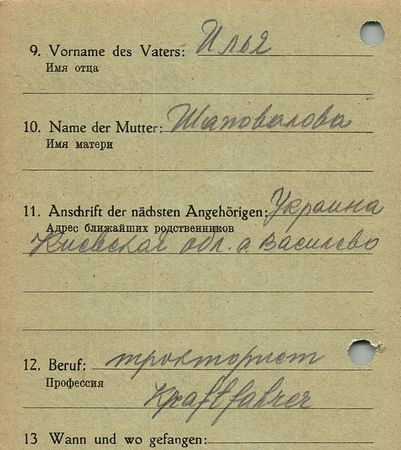 9. Vorname des Vaters: Илья
Имя отца
10. Name der Mutter: Шаповалова
Имя матери
11. Anschrift der nächsten Angehörigen: Украина
Адрес ближайших родственников
Киевская обл. с. Василево
12. Beruf: тракторист
Профессия
Kraftfahrer
13 Wann und wo gefangen: